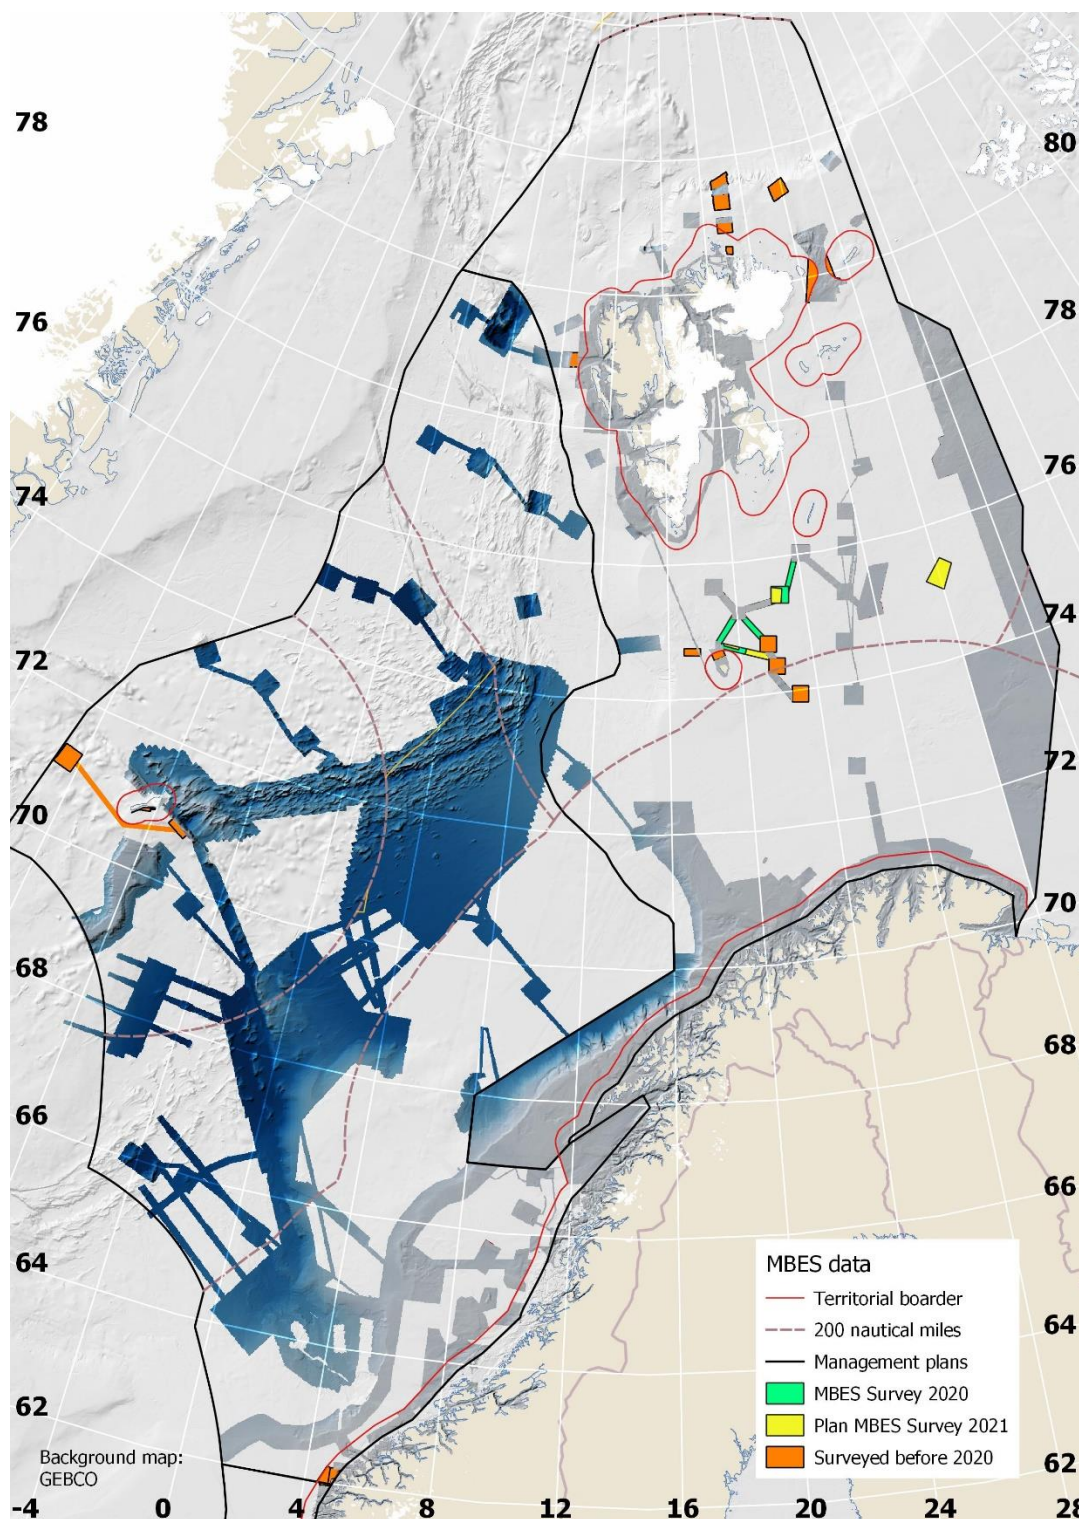 78
80
76
78
74
76
72
74
70
72
68
70
66
68
64
66
62
64
62
MBES data
Territorial boarder
200 nautical miles
Management plans
MBES Survey 2020
Plan MBES Survey 2021
Surveyed before 2020
Background map:
GEBCO
-4 0 4 8 12 16 20 24 28